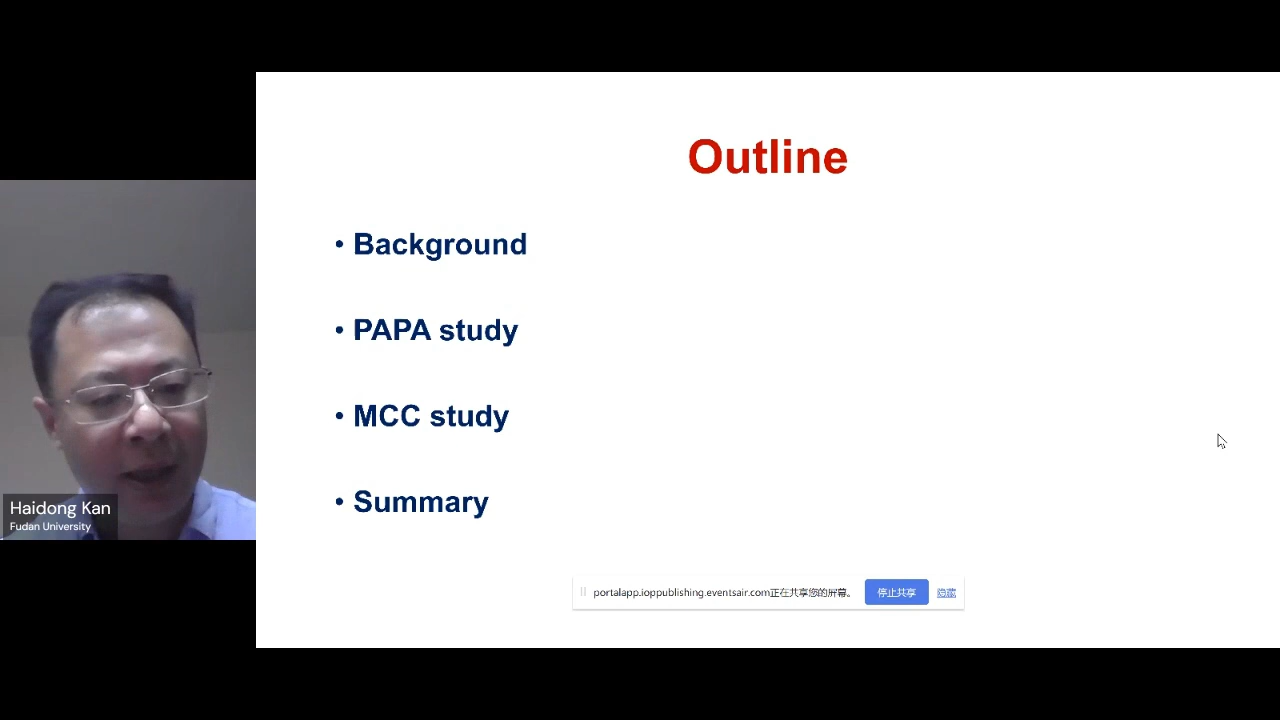 Outline
• Background
• PAPA study
• MCC study
• Summary
Haidong Kan
Fudan University
portalapp.ioppublishing.eventsair.com正在共享您的屏幕。 停止共享 隐藏